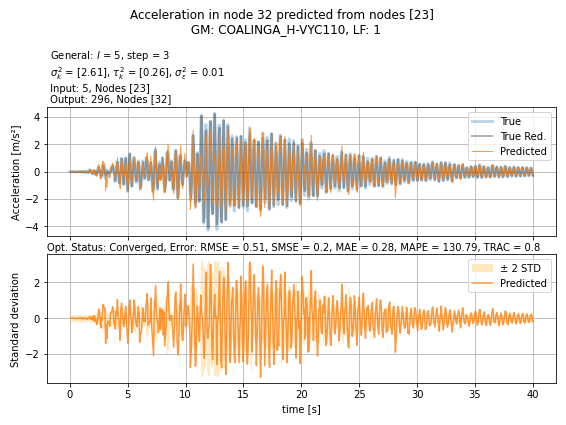 Acceleration in node 32 predicted from nodes [23]
GM: COALINGA_H-VYC110, LF: 1
General: l = 5, step = 3
σ²ₖ = [2.61], τ²ₖ = [0.26], σ²ₑ = 0.01
Input: 5, Nodes [23]
Output: 296, Nodes [32]
Acceleration [m/s²]
4
2
0
−2
−4
True
True Red.
Predicted
Opt. Status: Converged, Error: RMSE = 0.51, SMSE = 0.2, MAE = 0.28, MAPE = 130.79, TRAC = 0.8
Standard deviation
2
0
−2
± 2 STD
Predicted
0 5 10 15 20 25 30 35 40
time [s]